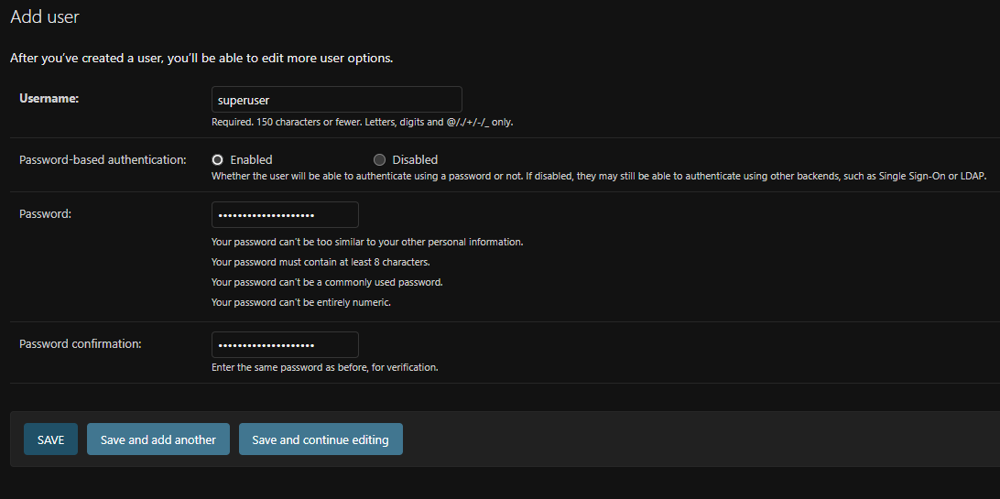 Add user
After you’ve created a user, you’ll be able to edit more user options.
Username:
superuser
Required. 150 characters or fewer. Letters, digits and @/./+/-/_ only.
Password-based authentication:
Enabled
Disabled
Whether the user will be able to authenticate using a password or not. If disabled, they may still be able to authenticate using other backends, such as Single Sign-On or LDAP.
Password:
••••••••••••••••••••
Your password can’t be too similar to your other personal information.
Your password must contain at least 8 characters.
Your password can’t be a commonly used password.
Your password can’t be entirely numeric.
Password confirmation:
••••••••••••••••••••
Enter the same password as before, for verification.
SAVE
Save and add another
Save and continue editing